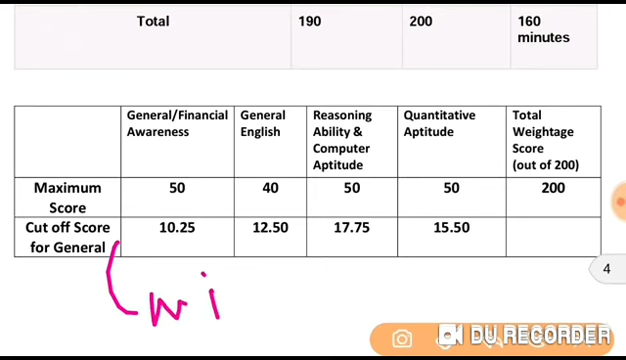 Total 190 200 160
minutes
General/Financial General Reasoning Quantitative Total
Awareness English Ability & Aptitude Weightage
Computer Score
Aptitude (out of 200)
Maximum 50 40 50 50 200
Score
Cut off Score 10.25 12.50 17.75 15.50
for General
4
DU RECORDER